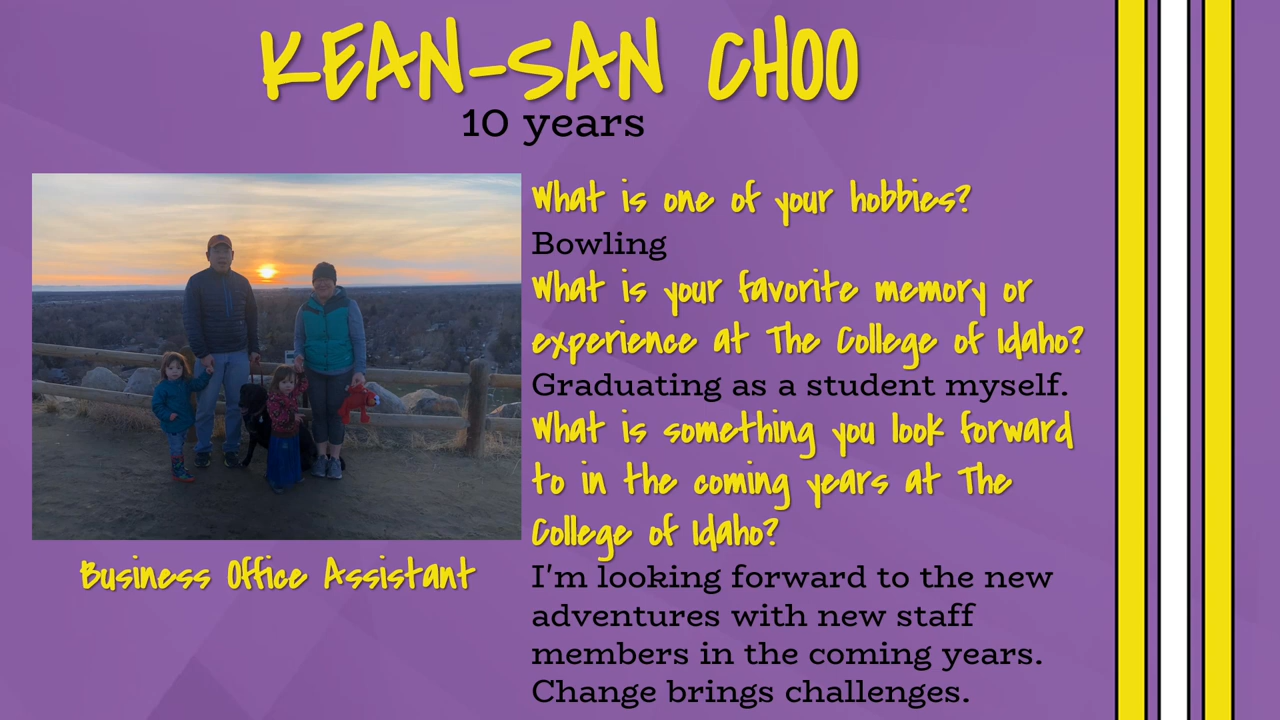 KEAN-SAN CHOO
10 years
What is one of your hobbies?
Bowling
What is your favorite memory or
experience at The College of Idaho?
Graduating as a student myself.
What is something you look forward
to in the coming years at The
College of Idaho?
I'm looking forward to the new
adventures with new staff
members in the coming years.
Change brings challenges.
Business Office Assistant